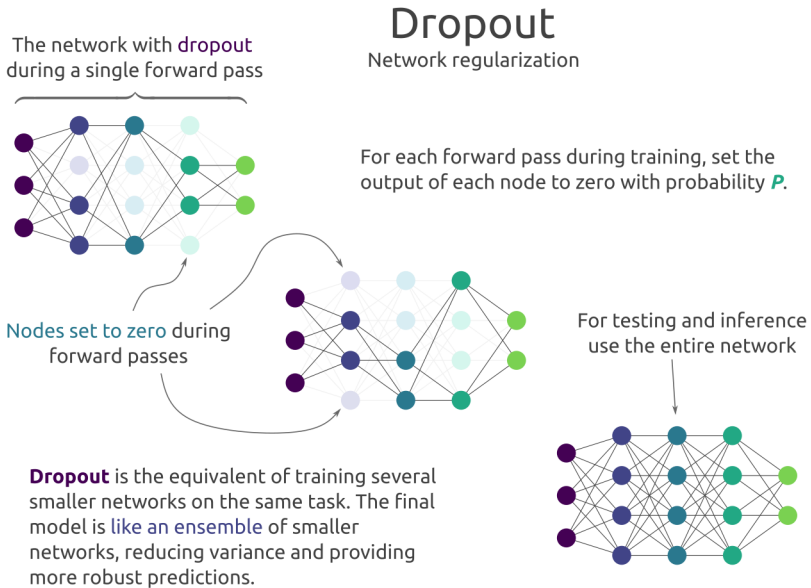 Dropout
Network regularization
The network with dropout
during a single forward pass
For each forward pass during training, set the
output of each node to zero with probability P.
Nodes set to zero during
forward passes
For testing and inference
use the entire network
Dropout is the equivalent of training several
smaller networks on the same task. The final
model is like an ensemble of smaller
networks, reducing variance and providing
more robust predictions.